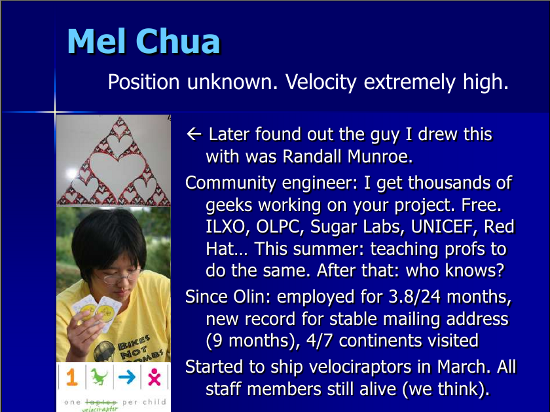 Mel Chua
Position unknown. Velocity extremely high.
← Later found out the guy I drew this
with was Randall Munroe.
Community engineer: I get thousands of
geeks working on your project. Free.
ILXO, OLPC, Sugar Labs, UNICEF, Red
Hat… This summer: teaching profs to
do the same. After that: who knows?
Since Olin: employed for 3.8/24 months,
new record for stable mailing address
(9 months), 4/7 continents visited
Started to ship velociraptors in March. All
staff members still alive (we think).
BIKES
NOT
BOMBS
1
one laptop per child
velociraptor